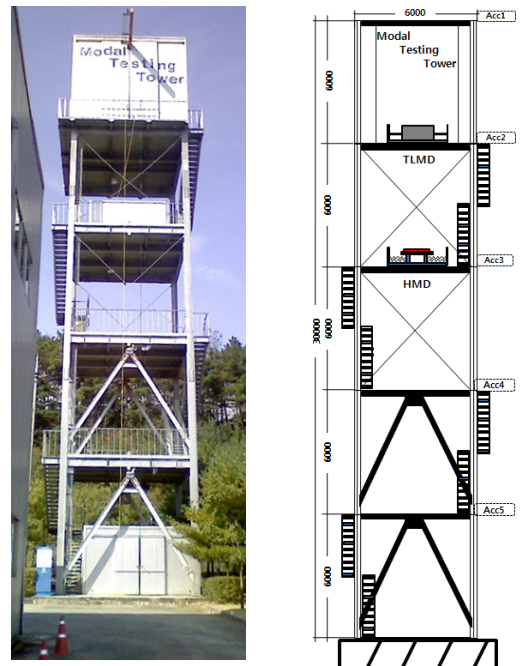 Modal
Testing
Tower
6000
Acc1
Modal
Testing
Tower
6000
Acc2
TLMD
6000
Acc3
HMD
30000
6000
Acc4
6000
Acc5
6000